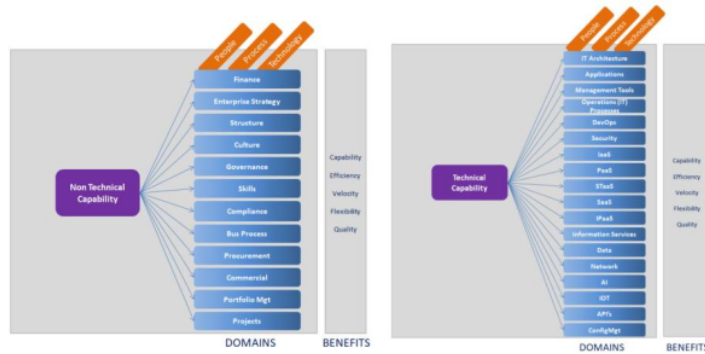 People
Process
Technology
Finance
Enterprise Strategy
Structure
Culture
Governance
Skills
Compliance
Bus Process
Procurement
Commercial
Portfolio Mgt
Projects
Non Technical
Capability
Capability
Efficiency
Velocity
Flexibility
Quality
DOMAINS
BENEFITS
People
Process
Technology
IT Architecture
Applications
Management Tools
Operations (IT)
Processes
DevOps
Security
IaaS
PaaS
STaaS
SaaS
iPaaS
Information Services
Data
Network
AI
IOT
API's
ConfigMgt
Technical
Capability
Capability
Efficiency
Velocity
Flexibility
Quality
DOMAINS
BENEFITS